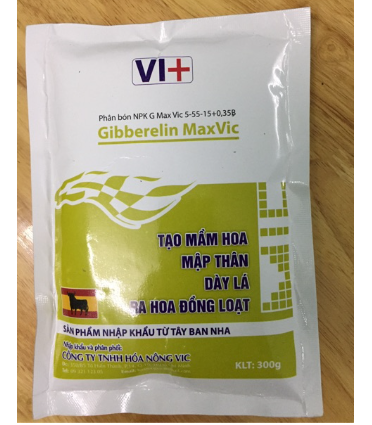 VI+
Phân bón NPK G Max Vic 5-55-15+0,35B
Gibberelin MaxVic
TẠO MẦM HOA
MẬP THÂN
DÀY LÁ
RA HOA ĐỒNG LOẠT
SẢN PHẨM NHẬP KHẨU TỪ TÂY BAN NHA
Nhập khẩu và phân phối:
CÔNG TY TNHH HÓA NÔNG VIC
KLT: 300g